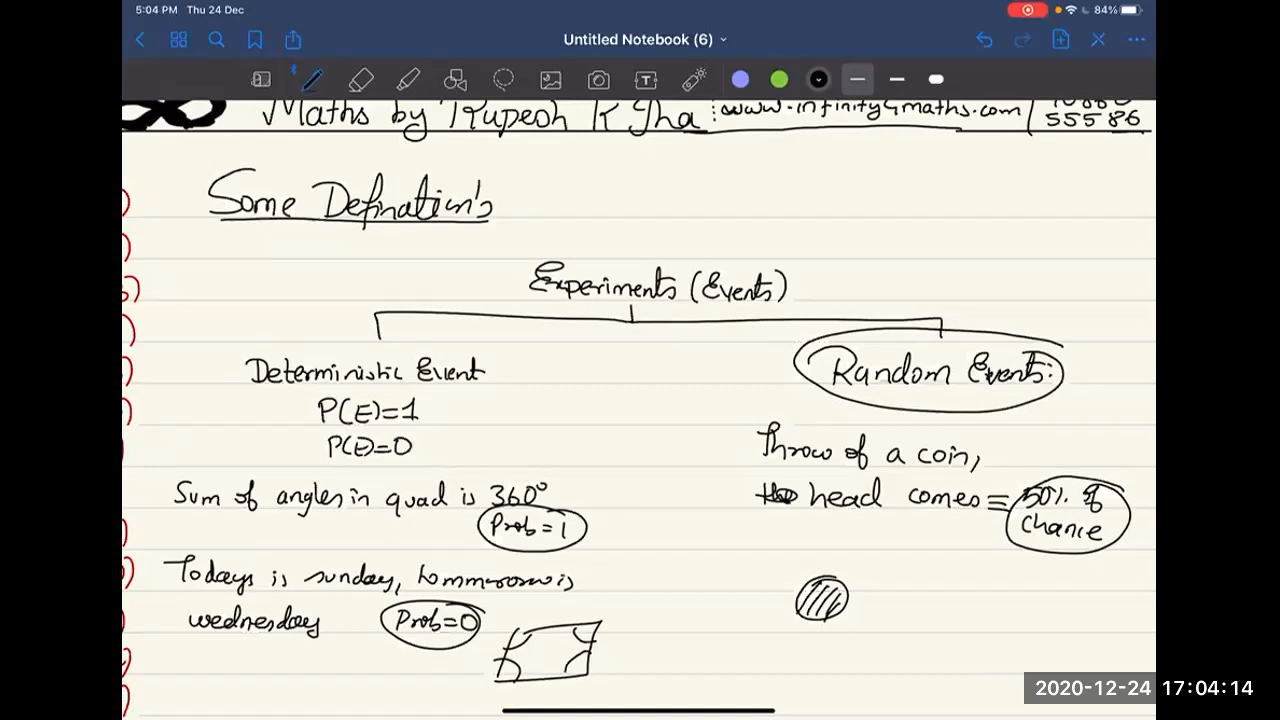 5:04 PM Thu 24 Dec
84%
Untitled Notebook (6)
Maths by Rupesh K Jha www.infinity4maths.com
55586
Some Defination's
Experiments (Events)
Deterministic Event
P(E)=1
P(E)=0
Random Events:
Throw of a coin,
head comes = 50% of
chance
Sum of angles in quad is 360°
Prob = 1
Todays is sunday, tommorow is
wednesday Prob=0
2020-12-24 17:04:14